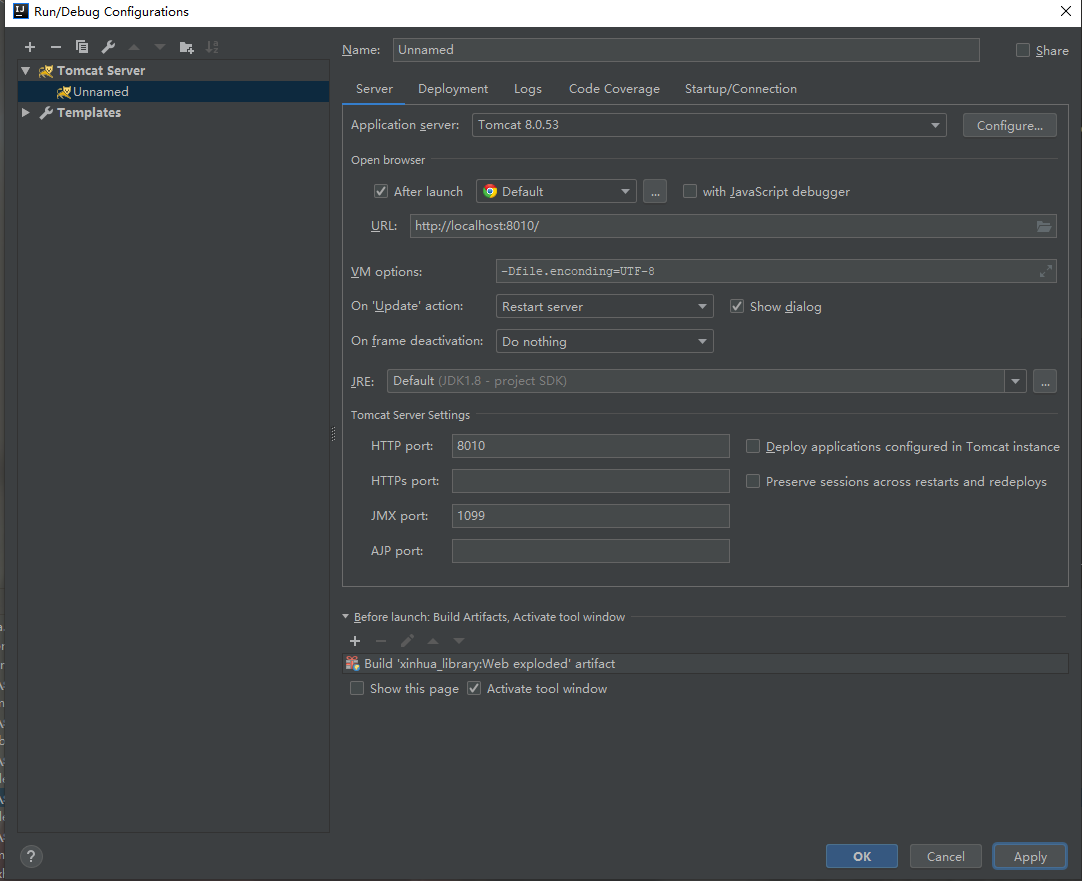 Run/Debug Configurations
Name: Unnamed Share
Tomcat Server
Unnamed
Templates
Server Deployment Logs Code Coverage Startup/Connection
Application server: Tomcat 8.0.53 Configure...
Open browser
After launch Default ... with JavaScript debugger
URL: http://localhost:8010/
VM options: -Dfile.enconding=UTF-8
On 'Update' action: Restart server Show dialog
On frame deactivation: Do nothing
JRE: Default (JDK1.8 - project SDK) ...
Tomcat Server Settings
HTTP port: 8010 Deploy applications configured in Tomcat instance
HTTPs port: Preserve sessions across restarts and redeploys
JMX port: 1099
AJP port:
Before launch: Build Artifacts, Activate tool window
Build 'xinhua_library:Web exploded' artifact
Show this page Activate tool window
? OK Cancel Apply